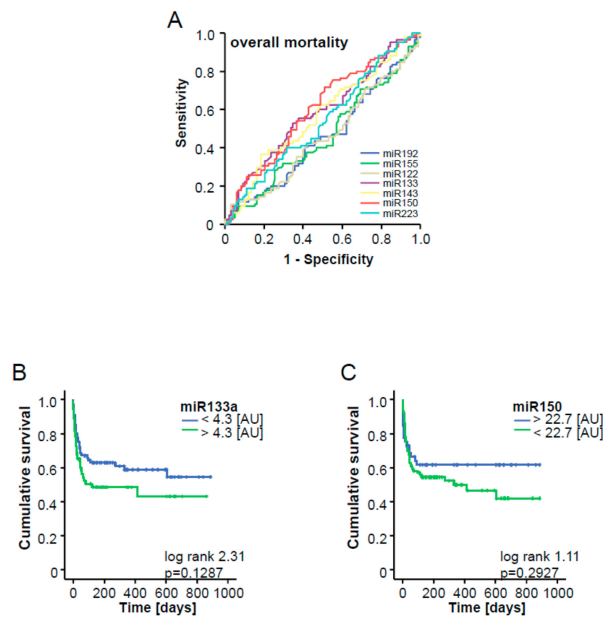 A
overall mortality
Sensitivity
1.0
0.8
0.6
0.4
0.2
0
miR192
miR155
miR122
miR133
miR143
miR150
miR223
0 0.2 0.4 0.6 0.8 1.0
1 - Specificity
B
miR133a
< 4.3 [AU]
> 4.3 [AU]
Cumulative survival
1.0
0.8
0.6
0.4
0.2
0
log rank 2.31
p=0.1287
0 200 400 600 800 1000
Time [days]
C
miR150
> 22.7 [AU]
< 22.7 [AU]
Cumulative survival
1.0
0.8
0.6
0.4
0.2
0
log rank 1.11
p=0.2927
0 200 400 600 800 1000
Time [days]